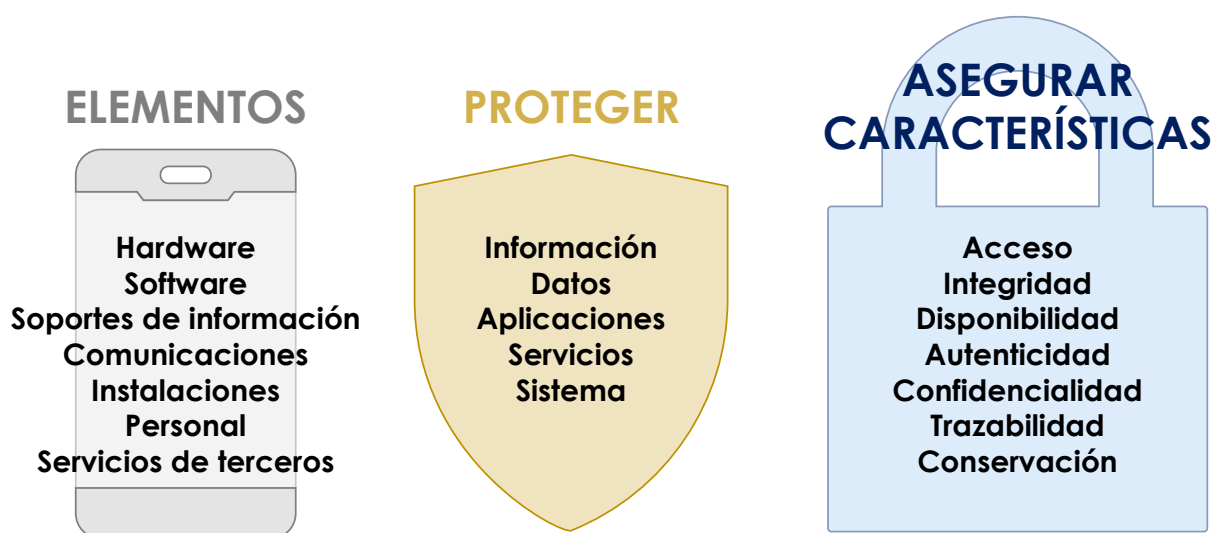 ELEMENTOS
Hardware
Software
Soportes de información
Comunicaciones
Instalaciones
Personal
Servicios de terceros
PROTEGER
Información
Datos
Aplicaciones
Servicios
Sistema
ASEGURAR
CARACTERÍSTICAS
Acceso
Integridad
Disponibilidad
Autenticidad
Confidencialidad
Trazabilidad
Conservación